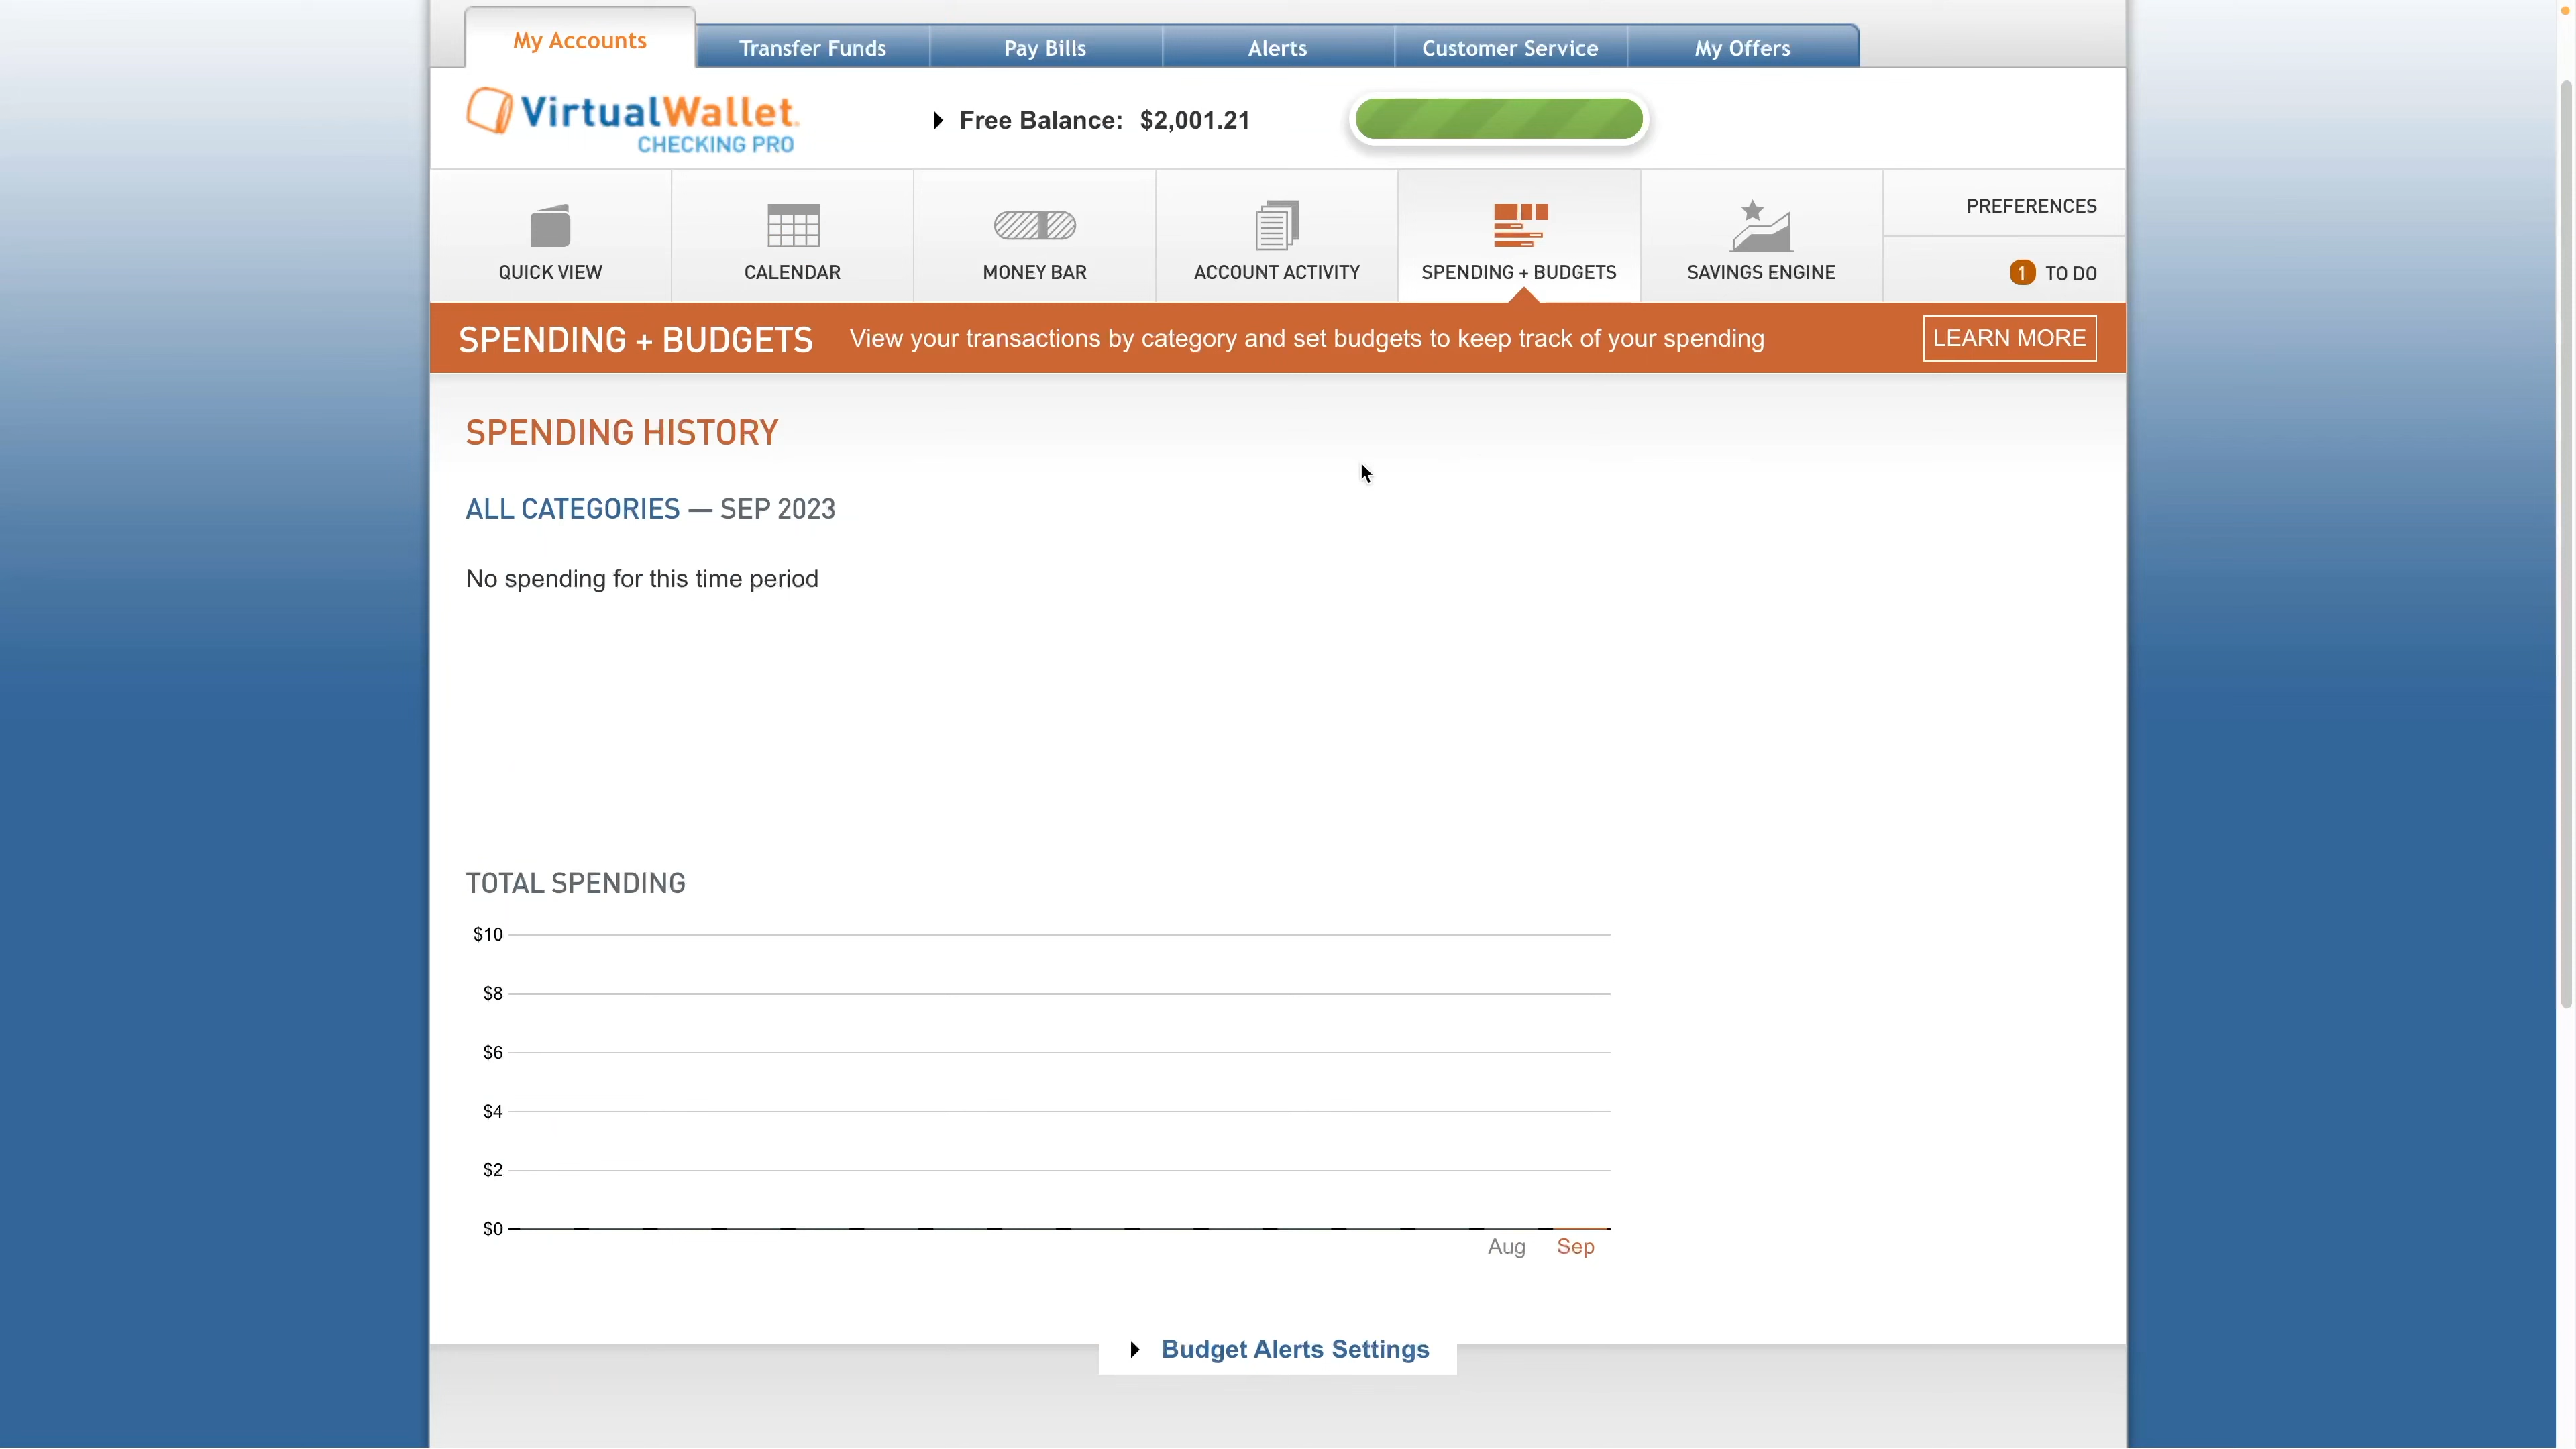 My Accounts
Transfer Funds
Pay Bills
Alerts
Customer Service
My Offers
VirtualWallet
CHECKING PRO
Free Balance: $2,001.21
QUICK VIEW
CALENDAR
MONEY BAR
ACCOUNT ACTIVITY
SPENDING + BUDGETS
SAVINGS ENGINE
PREFERENCES
1 TO DO
SPENDING + BUDGETS
View your transactions by category and set budgets to keep track of your spending
LEARN MORE
SPENDING HISTORY
ALL CATEGORIES — SEP 2023
No spending for this time period
TOTAL SPENDING
$10
$8
$6
$4
$2
$0
Aug
Sep
Budget Alerts Settings